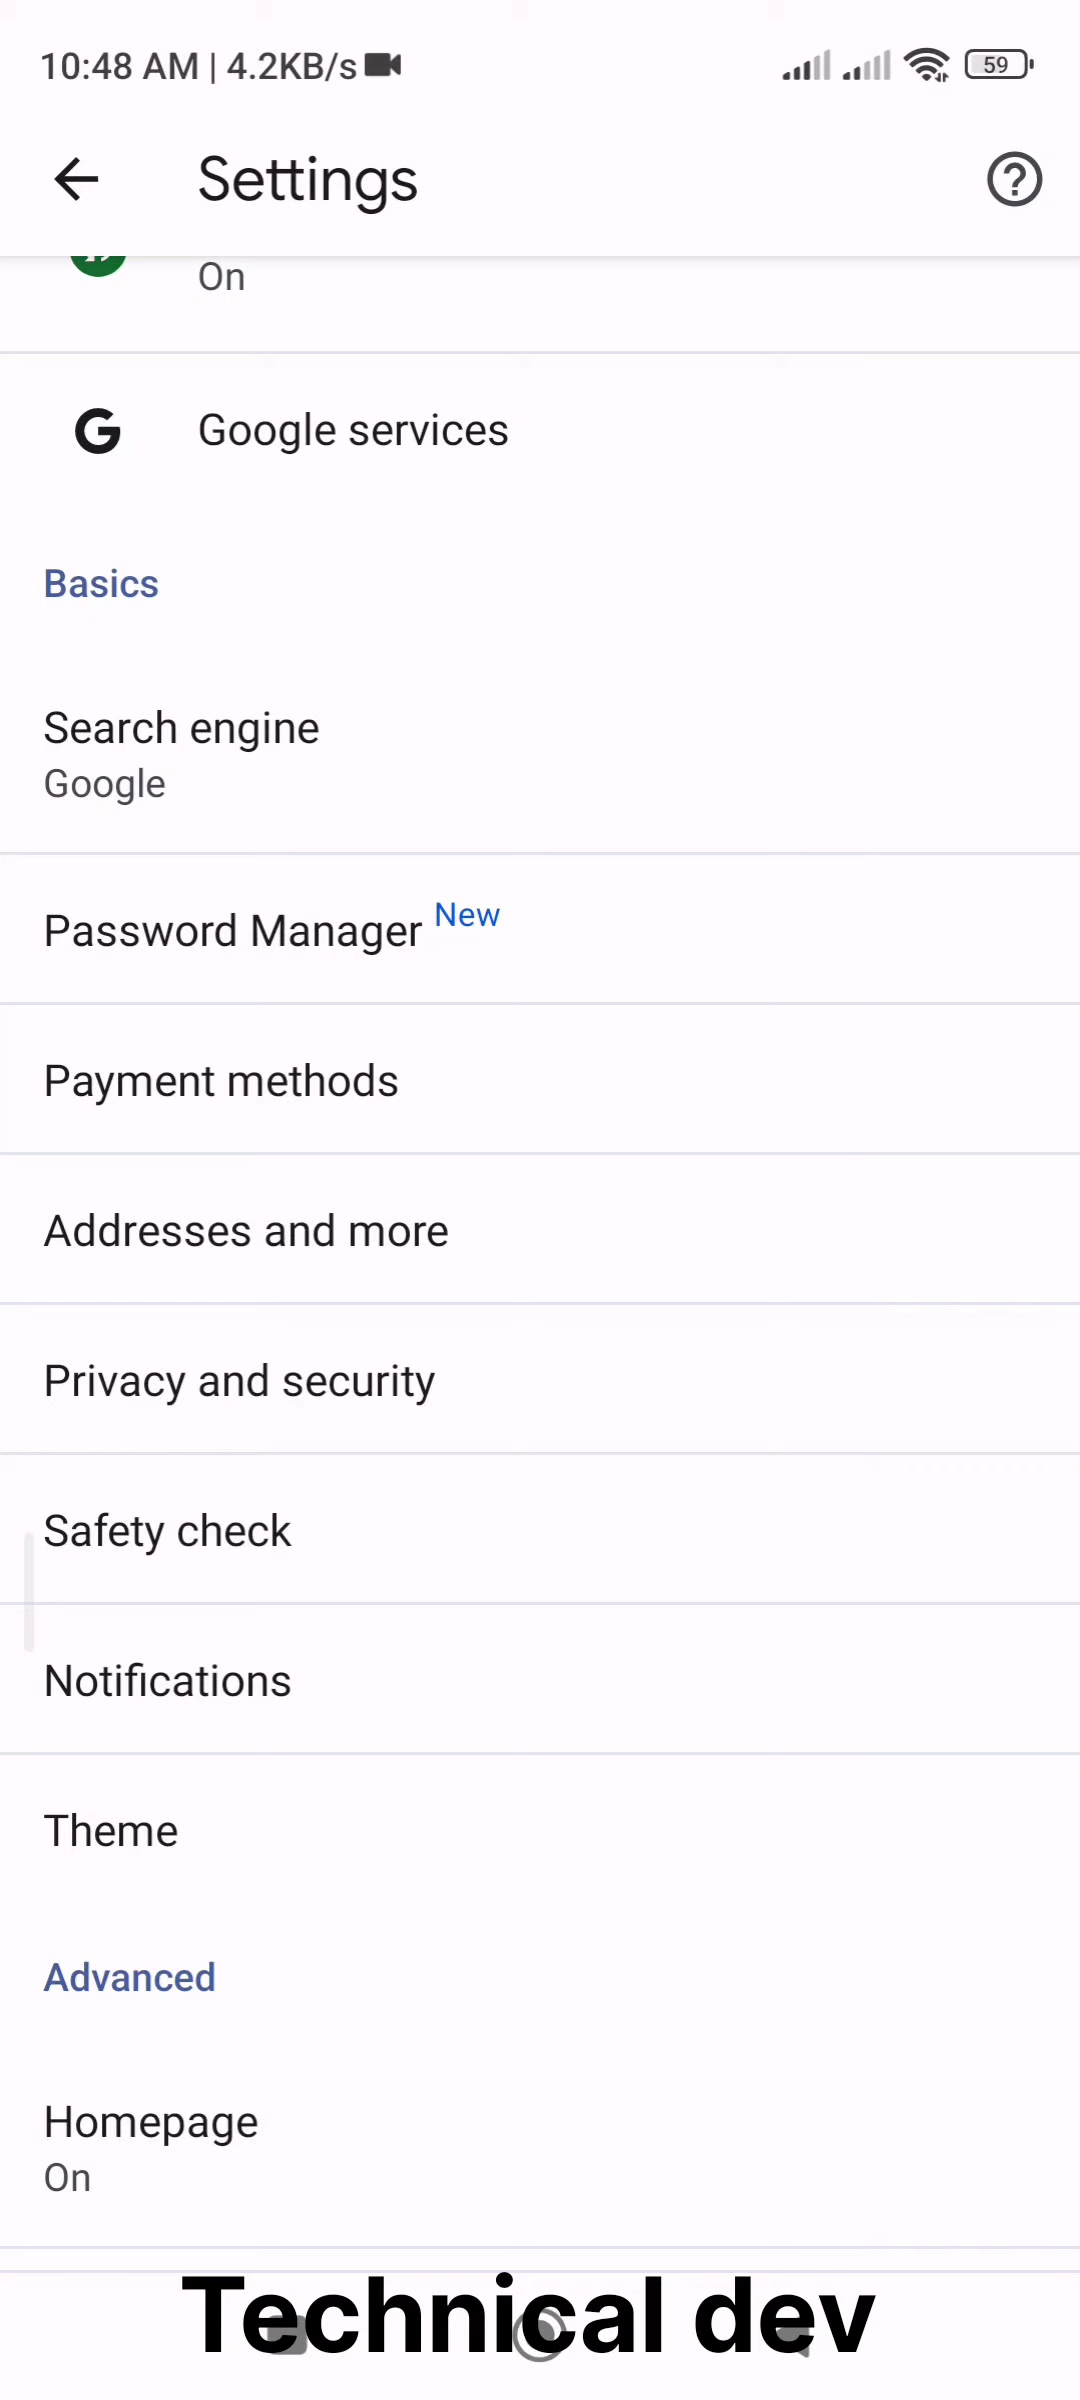 10:48 AM | 4.2KB/s 59
Settings
On
Google services
Basics
Search engine
Google
Password Manager New
Payment methods
Addresses and more
Privacy and security
Safety check
Notifications
Theme
Advanced
Homepage
On
Technical dev